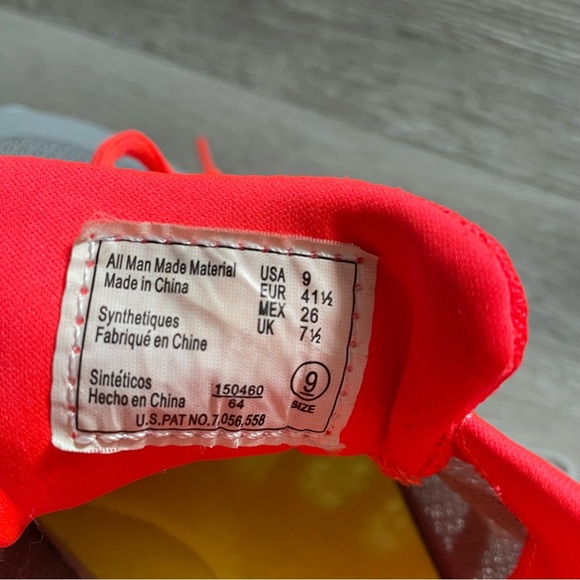 All Man Made Material
Made in China
Synthetiques
Fabriqué en Chine
Sintéticos
Hecho en China
USA 9
EUR 41½
MEX 26
UK 7½
150460
64
9
SIZE
U.S.PAT NO.7,056,558